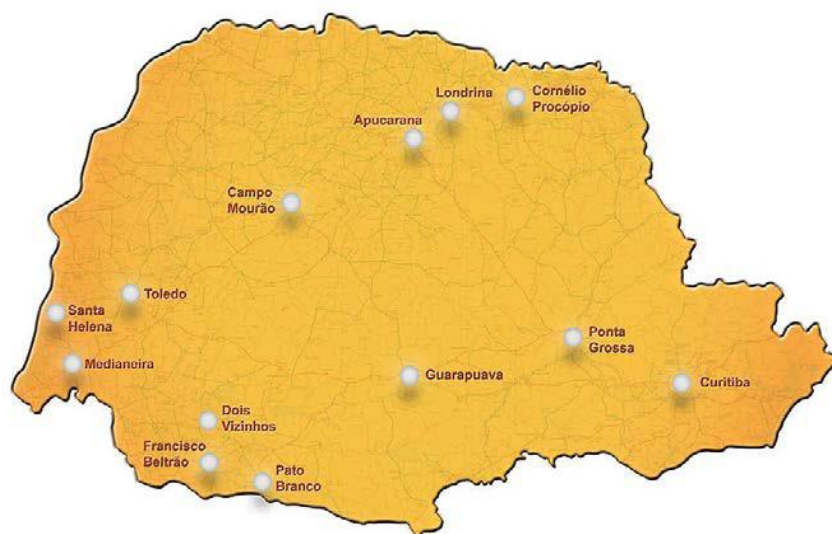 Londrina
Cornélio
Procópio
Apucarana
Campo
Mourão
Toledo
Santa
Helena
Medianeira
Ponta
Grossa
Guarapuava
Curitiba
Dois
Vizinhos
Francisco
Beltrão
Pato
Branco